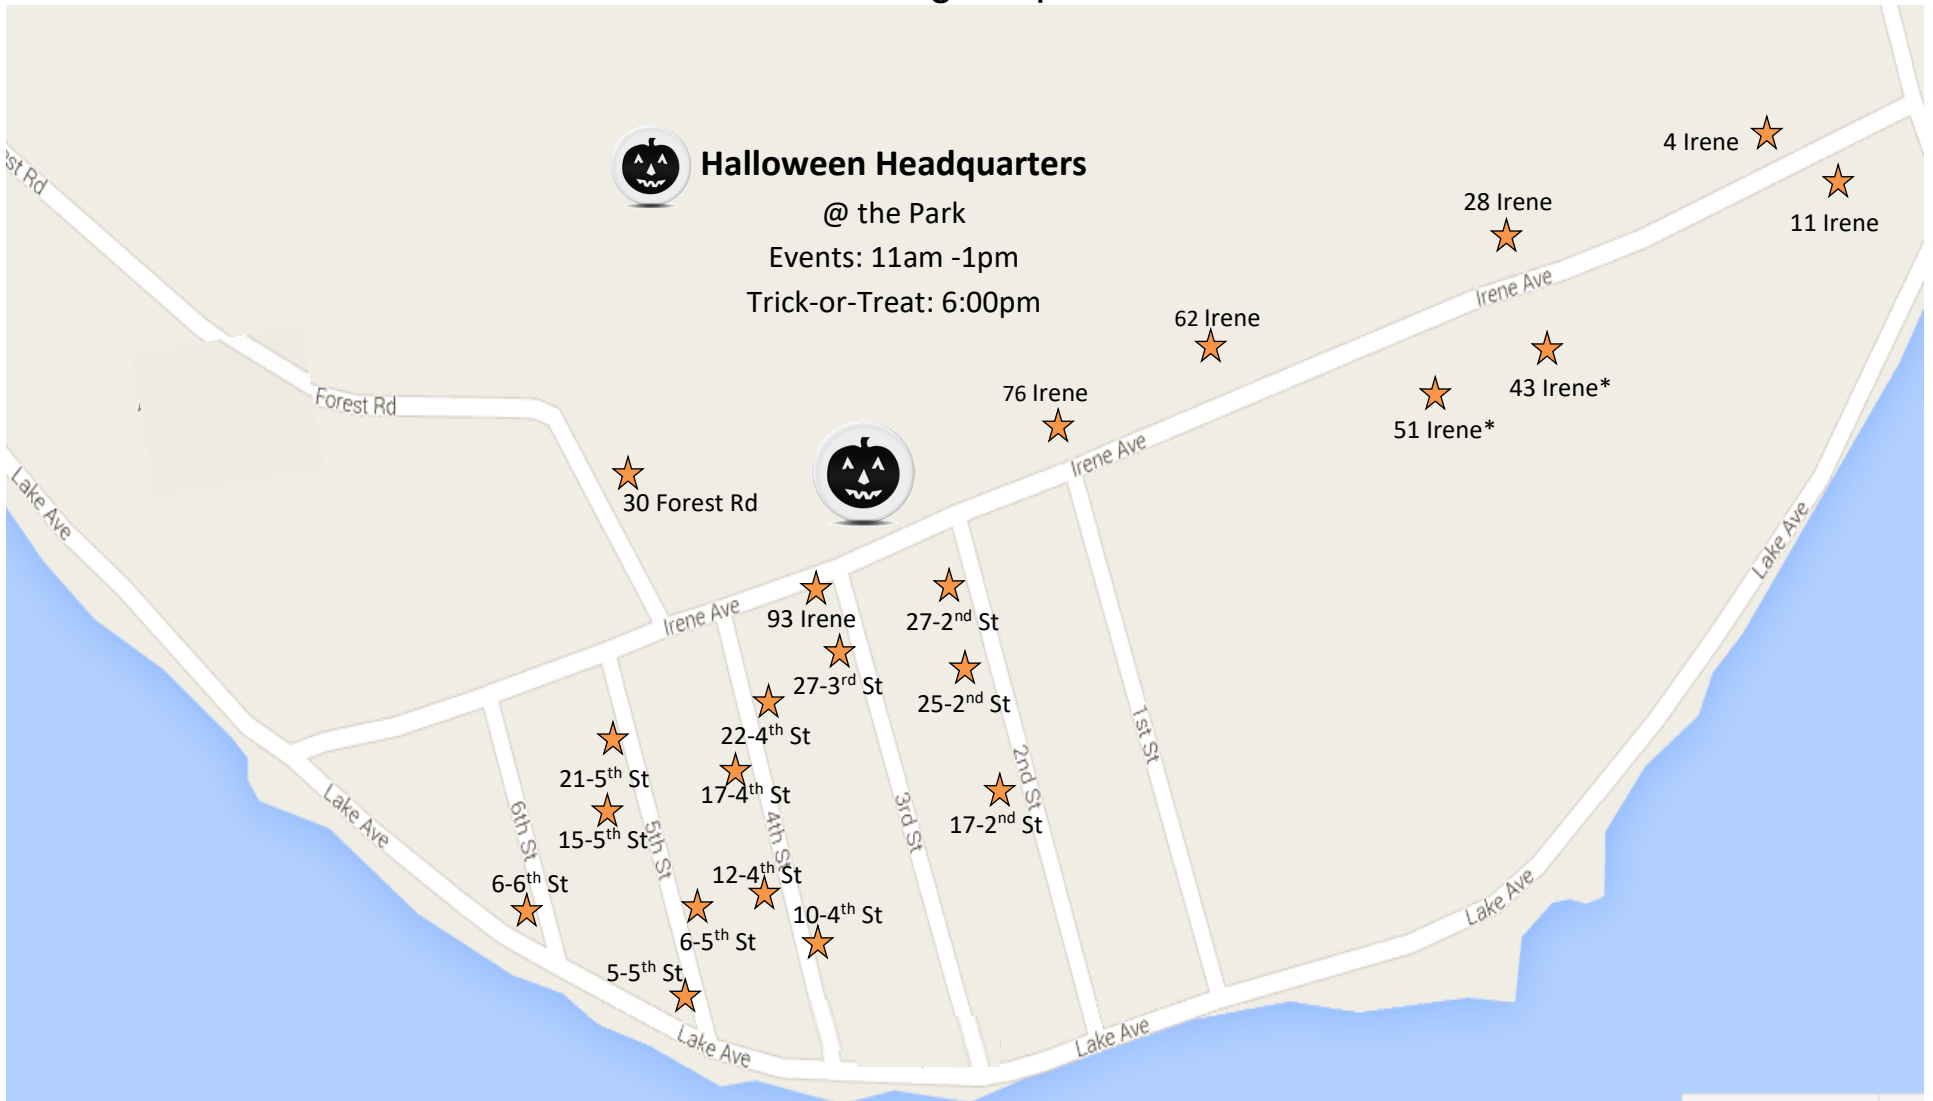 4 Irene
Halloween Headquarters
@ the Park
Events: 11am -1pm
Trick-or-Treat: 6:00pm
28 Irene
11 Irene
Irene Ave
62 Irene
43 Irene*
76 Irene
51 Irene*
Forest Rd
Irene Ave
30 Forest Rd
Lake Ave
Lake Ave
Irene Ave
93 Irene
27-2nd St
27-3rd St
25-2nd St
22-4th St
1st St
21-5th St
17-4th St
2nd St
17-2nd St
Lake Ave
6th St
15-5th St
5th St
4th St
3rd St
6-6th St
12-4th St
10-4th St
Lake Ave
6-5th St
5-5th St
Lake Ave
Lake Ave